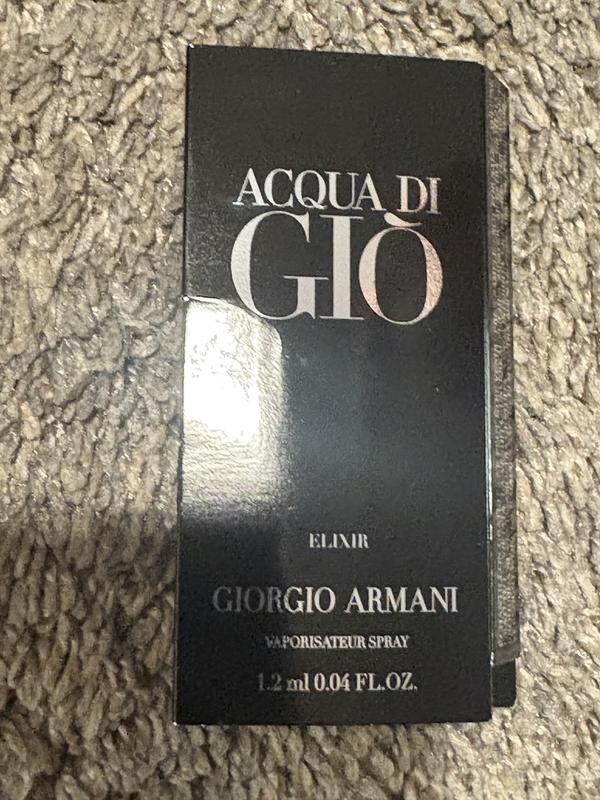 ACQUA DI
GIÒ
ELIXIR
GIORGIO ARMANI
VAPORISATEUR SPRAY
1.2 ml 0.04 FL.OZ.